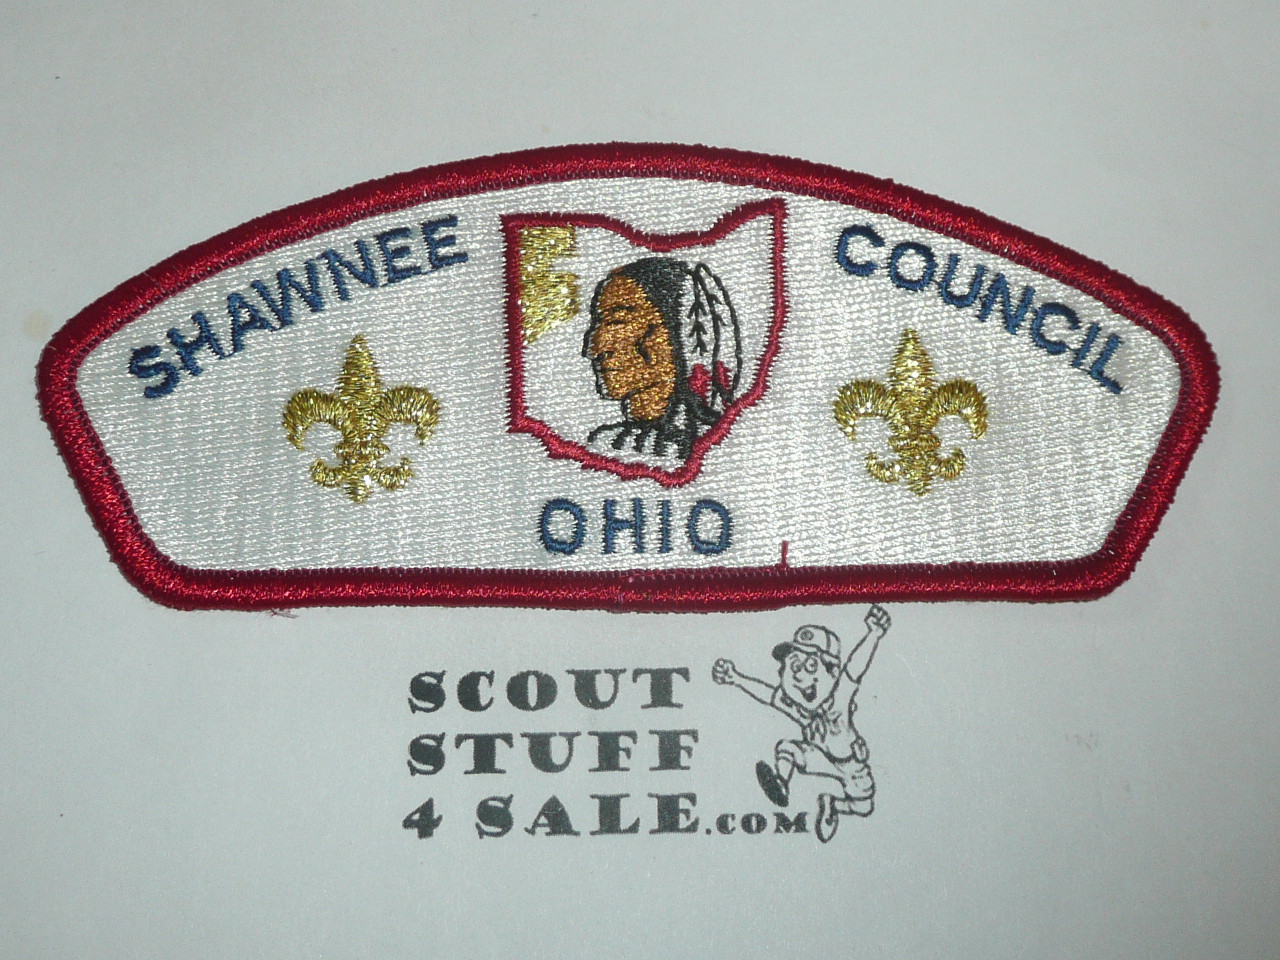 SHAWNEE COUNCIL
OHIO
SCOUT
STUFF
4 SALE.COM